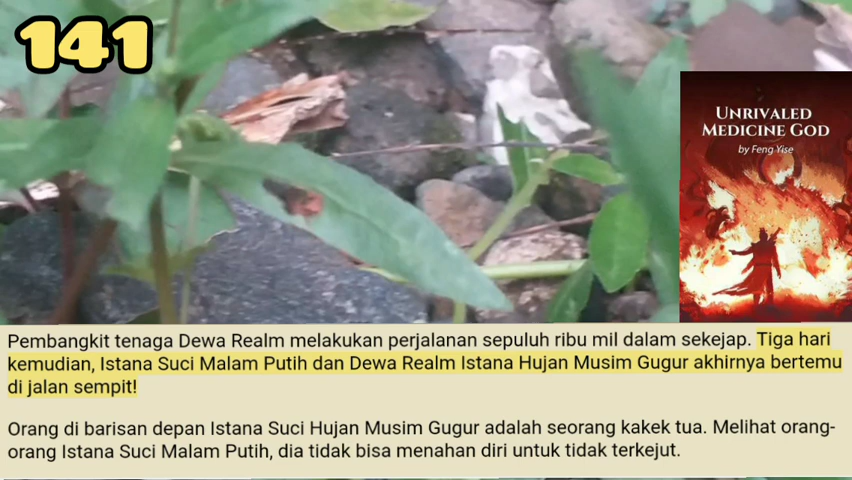 141
UNRIVALED
MEDICINE GOD
by Feng Yise
Pembangkit tenaga Dewa Realm melakukan perjalanan sepuluh ribu mil dalam sekejap. Tiga hari
kemudian, Istana Suci Malam Putih dan Dewa Realm Istana Hujan Musim Gugur akhirnya bertemu
di jalan sempit!
Orang di barisan depan Istana Suci Hujan Musim Gugur adalah seorang kakek tua. Melihat orang-
orang Istana Suci Malam Putih, dia tidak bisa menahan diri untuk tidak terkejut.